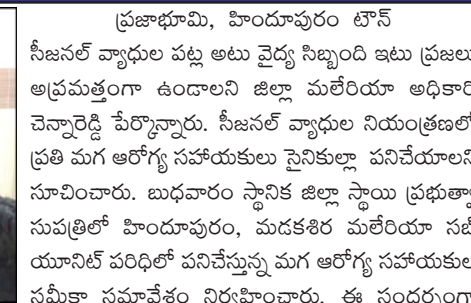 ప్రజాభూమి, హిందూపురం టౌన్
సీజనల్ వ్యాధుల పట్ల అటు వైద్య సిబ్బంది ఇటు ప్రజలు
అప్రమత్తంగా ఉండాలని జిల్లా మలేరియా అధికారి
చెన్నారెడ్డి పేర్కొన్నారు. సీజనల్ వ్యాధుల నియంత్రణలో
ప్రతి మగ ఆరోగ్య సహాయకులు సైనికుల్లా పనిచేయాలని
సూచించారు. బుధవారం స్థానిక జిల్లా స్థాయి ప్రభుత్వా
సుపత్రిలో హిందూపురం, మడకశిర మలేరియా సబ్
యూనిట్ పరిధిలో పనిచేస్తున్న మగ ఆరోగ్య సహాయకుల
సమీక్షా సమావేశం నిర్వహించారు. ఈ సందర్భంగా